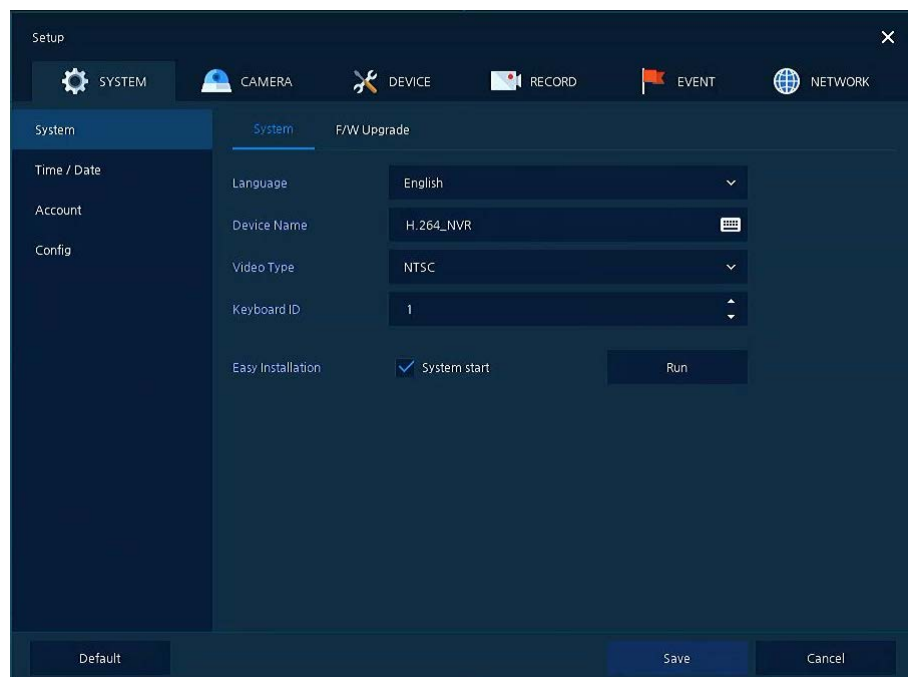 Setup
SYSTEM CAMERA DEVICE RECORD EVENT NETWORK
System
Time / Date
Account
Config
System F/W Upgrade
Language English
Device Name H.264_NVR
Video Type NTSC
Keyboard ID 1
Easy Installation System start Run
Default Save Cancel